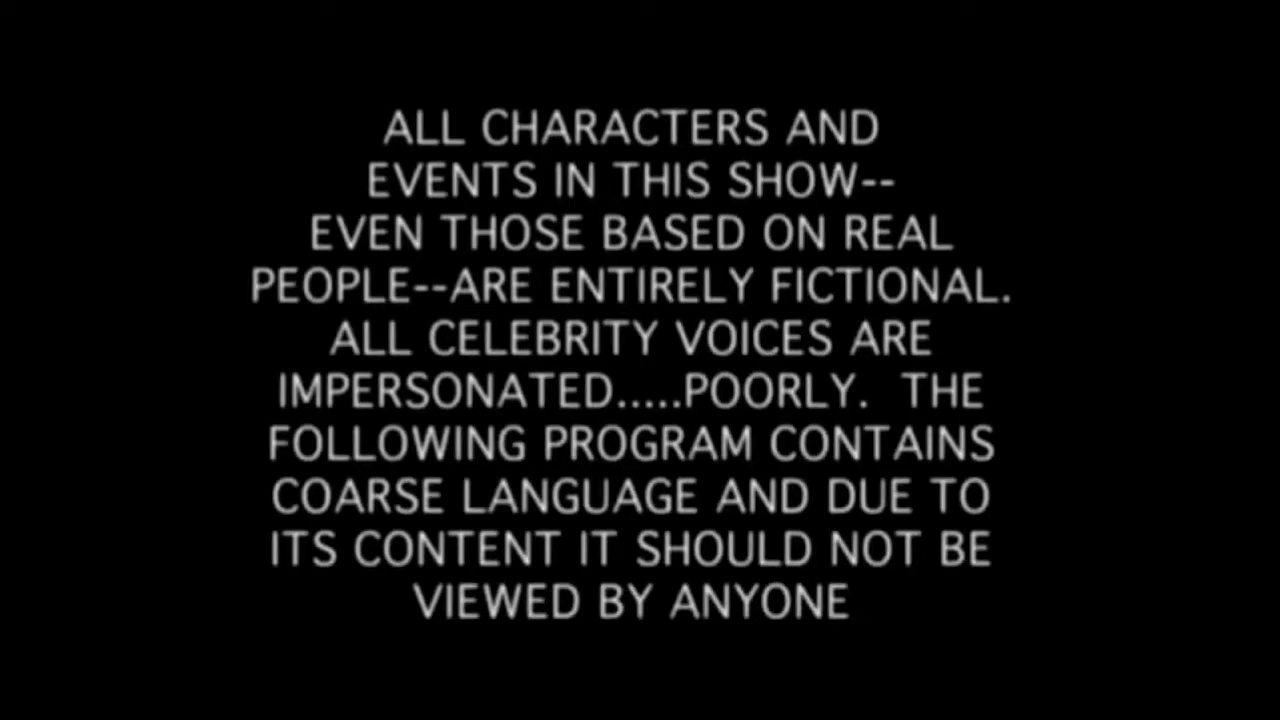 ALL CHARACTERS AND
EVENTS IN THIS SHOW--
EVEN THOSE BASED ON REAL
PEOPLE--ARE ENTIRELY FICTIONAL.
ALL CELEBRITY VOICES ARE
IMPERSONATED.....POORLY.  THE
FOLLOWING PROGRAM CONTAINS
COARSE LANGUAGE AND DUE TO
ITS CONTENT IT SHOULD NOT BE
VIEWED BY ANYONE